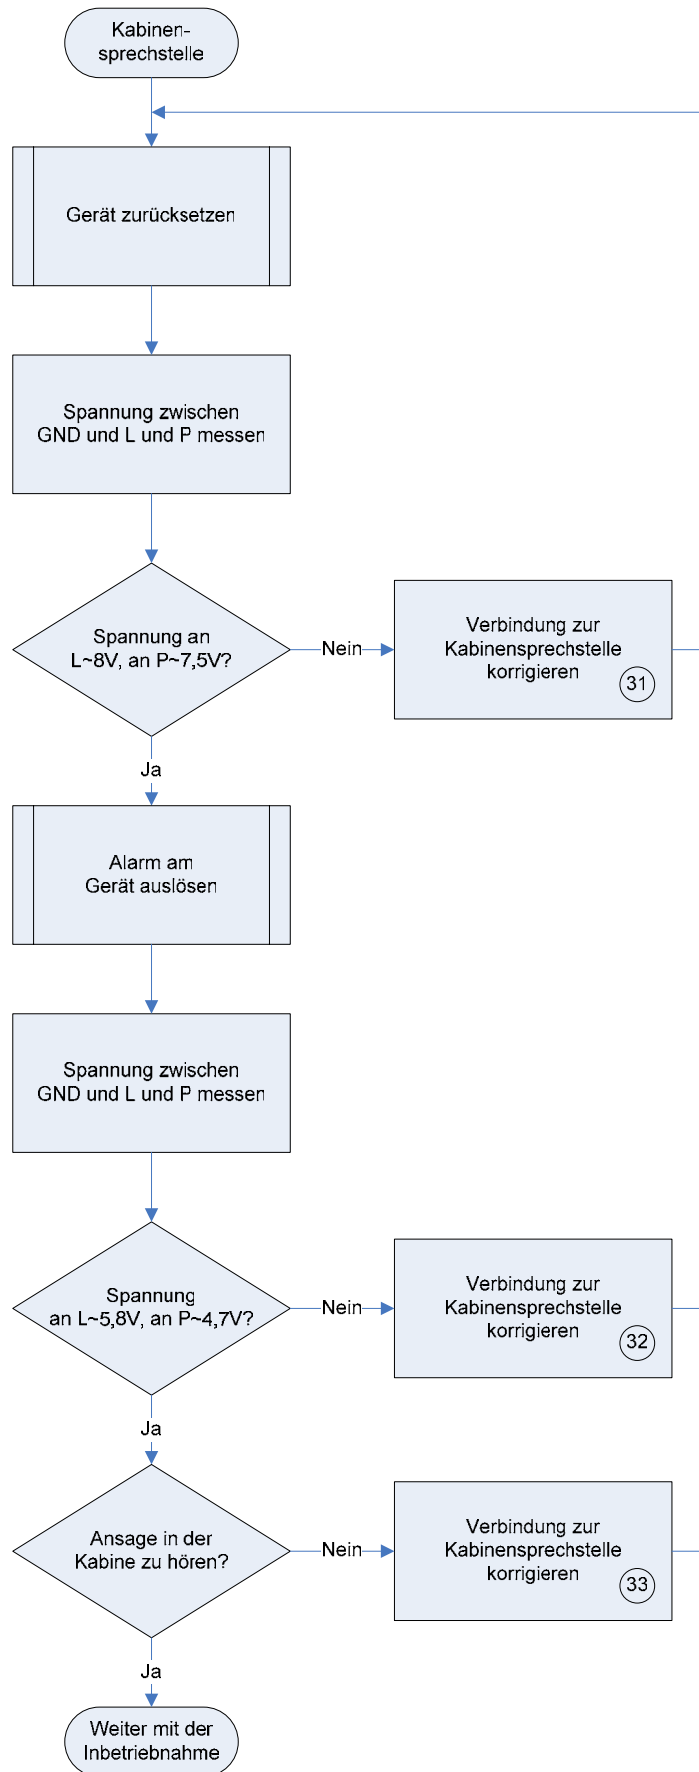 Kabinen-
sprechstelle
Gerät zurücksetzen
Spannung zwischen
GND und L und P messen
Spannung an
L~8V, an P~7,5V?
Nein
Verbindung zur
Kabinensprechstelle
korrigieren
31
Ja
Alarm am
Gerät auslösen
Spannung zwischen
GND und L und P messen
Spannung
an L~5,8V, an P~4,7V?
Nein
Verbindung zur
Kabinensprechstelle
korrigieren
32
Ja
Ansage in der
Kabine zu hören?
Nein
Verbindung zur
Kabinensprechstelle
korrigieren
33
Ja
Weiter mit der
Inbetriebnahme